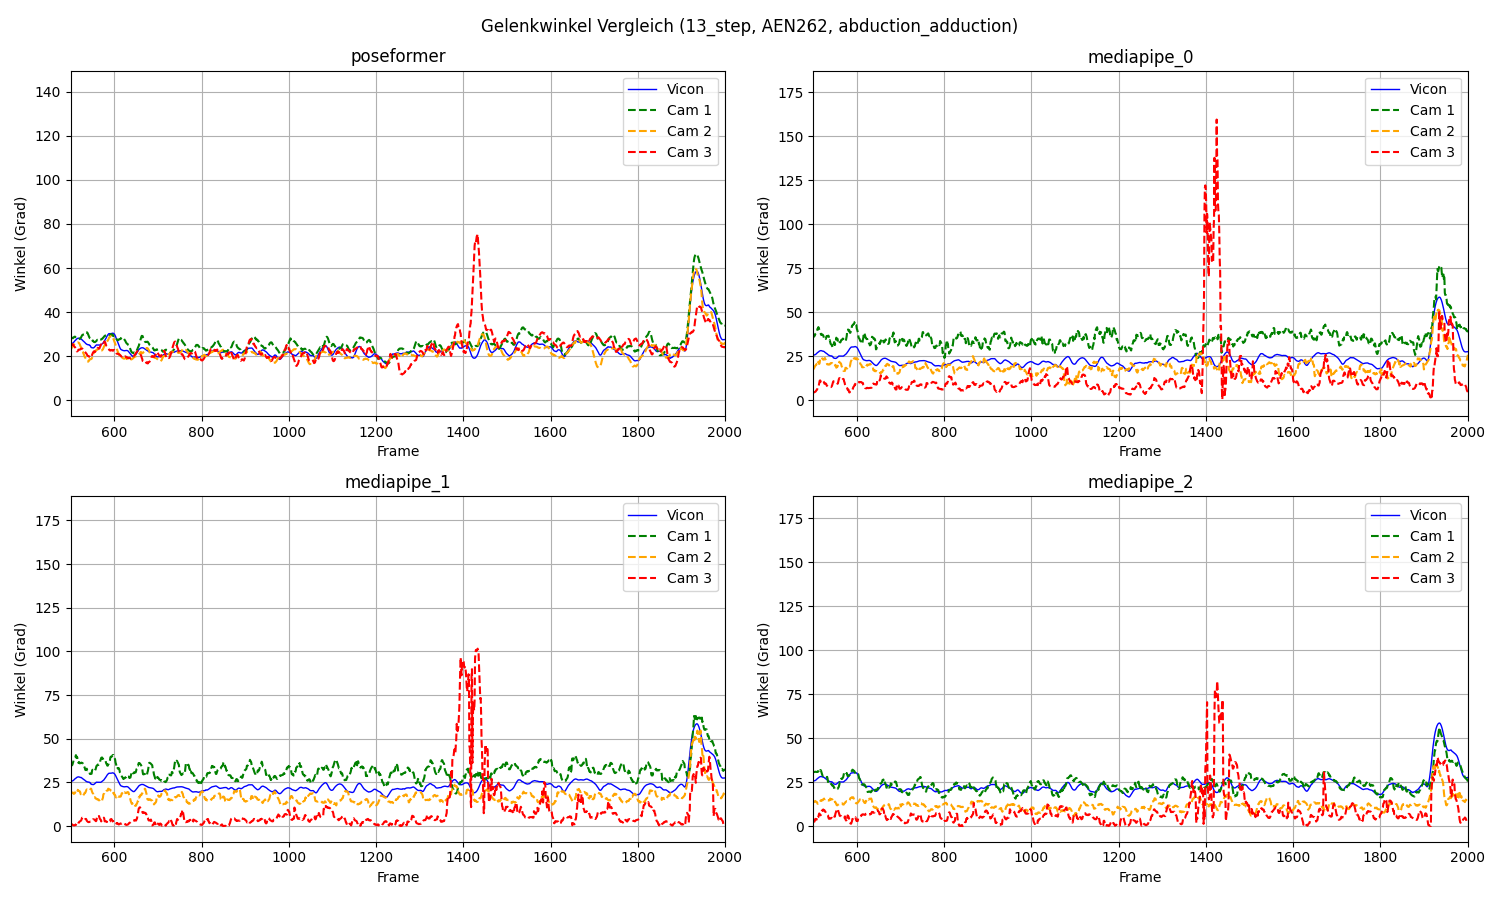 Gelenkwinkel Vergleich (13_step, AEN262, abduction_adduction)
poseformer
Winkel (Grad)
140
120
100
80
60
40
20
0
600
800
1000
1200
1400
1600
1800
2000
Frame
Vicon
Cam 1
Cam 2
Cam 3
mediapipe_0
Winkel (Grad)
175
150
125
100
75
50
25
0
600
800
1000
1200
1400
1600
1800
2000
Frame
Vicon
Cam 1
Cam 2
Cam 3
mediapipe_1
Winkel (Grad)
175
150
125
100
75
50
25
0
600
800
1000
1200
1400
1600
1800
2000
Frame
Vicon
Cam 1
Cam 2
Cam 3
mediapipe_2
Winkel (Grad)
175
150
125
100
75
50
25
0
600
800
1000
1200
1400
1600
1800
2000
Frame
Vicon
Cam 1
Cam 2
Cam 3